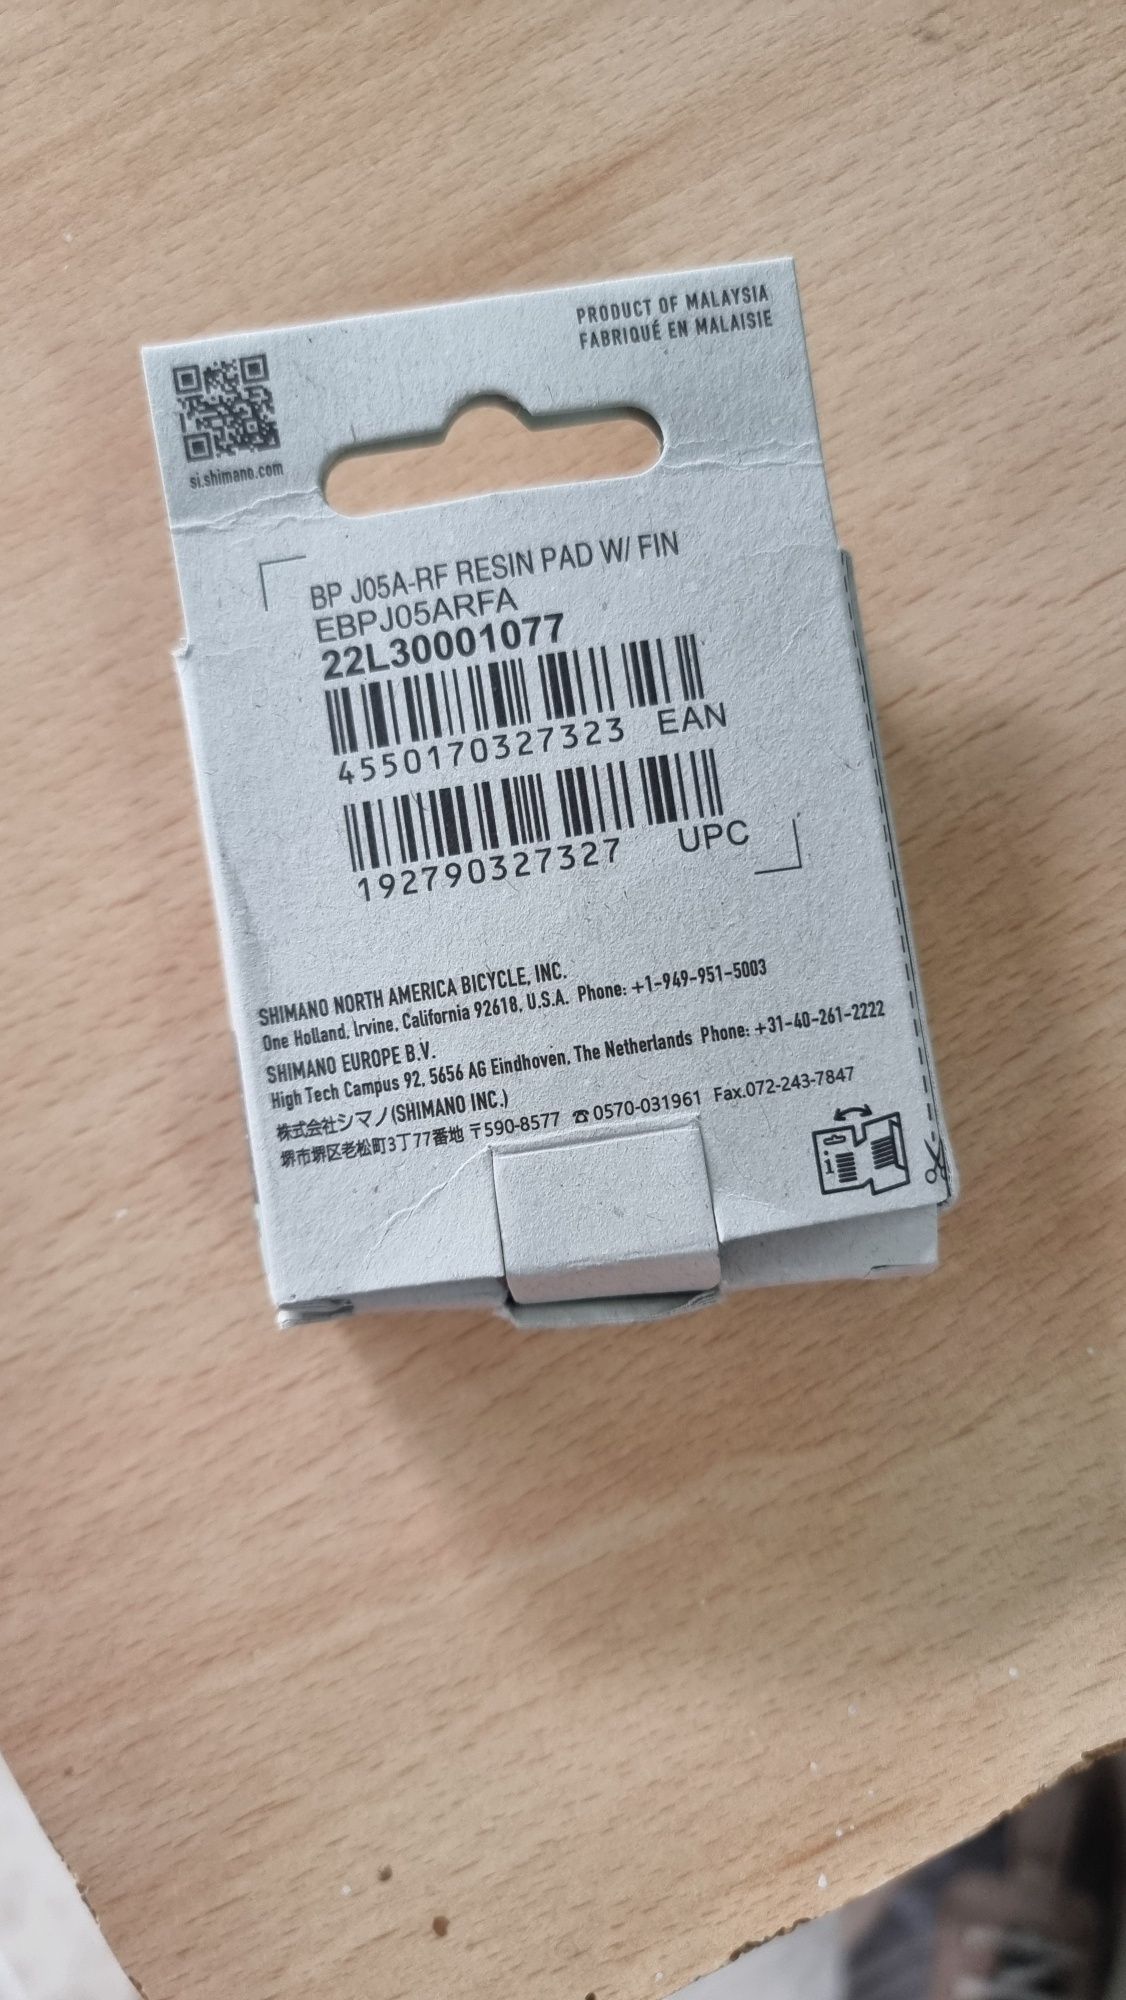 PRODUCT OF MALAYSIA
FABRIQUÉ EN MALAISIE
si.shimano.com
BP J05A-RF RESIN PAD W/ FIN
EBPJ05ARFA
22L30001077
4550170327323 EAN
192790327327 UPC
SHIMANO NORTH AMERICA BICYCLE, INC.
One Holland, Irvine, California 92618, U.S.A. Phone: +1-949-951-5003
SHIMANO EUROPE B.V.
High Tech Campus 92, 5656 AG Eindhoven, The Netherlands Phone: +31-40-261-2222
株式会社シマノ(SHIMANO INC.)
堺市堺区老松町3丁77番地 〒590-8577 ☎0570-031961 Fax.072-243-7847
i